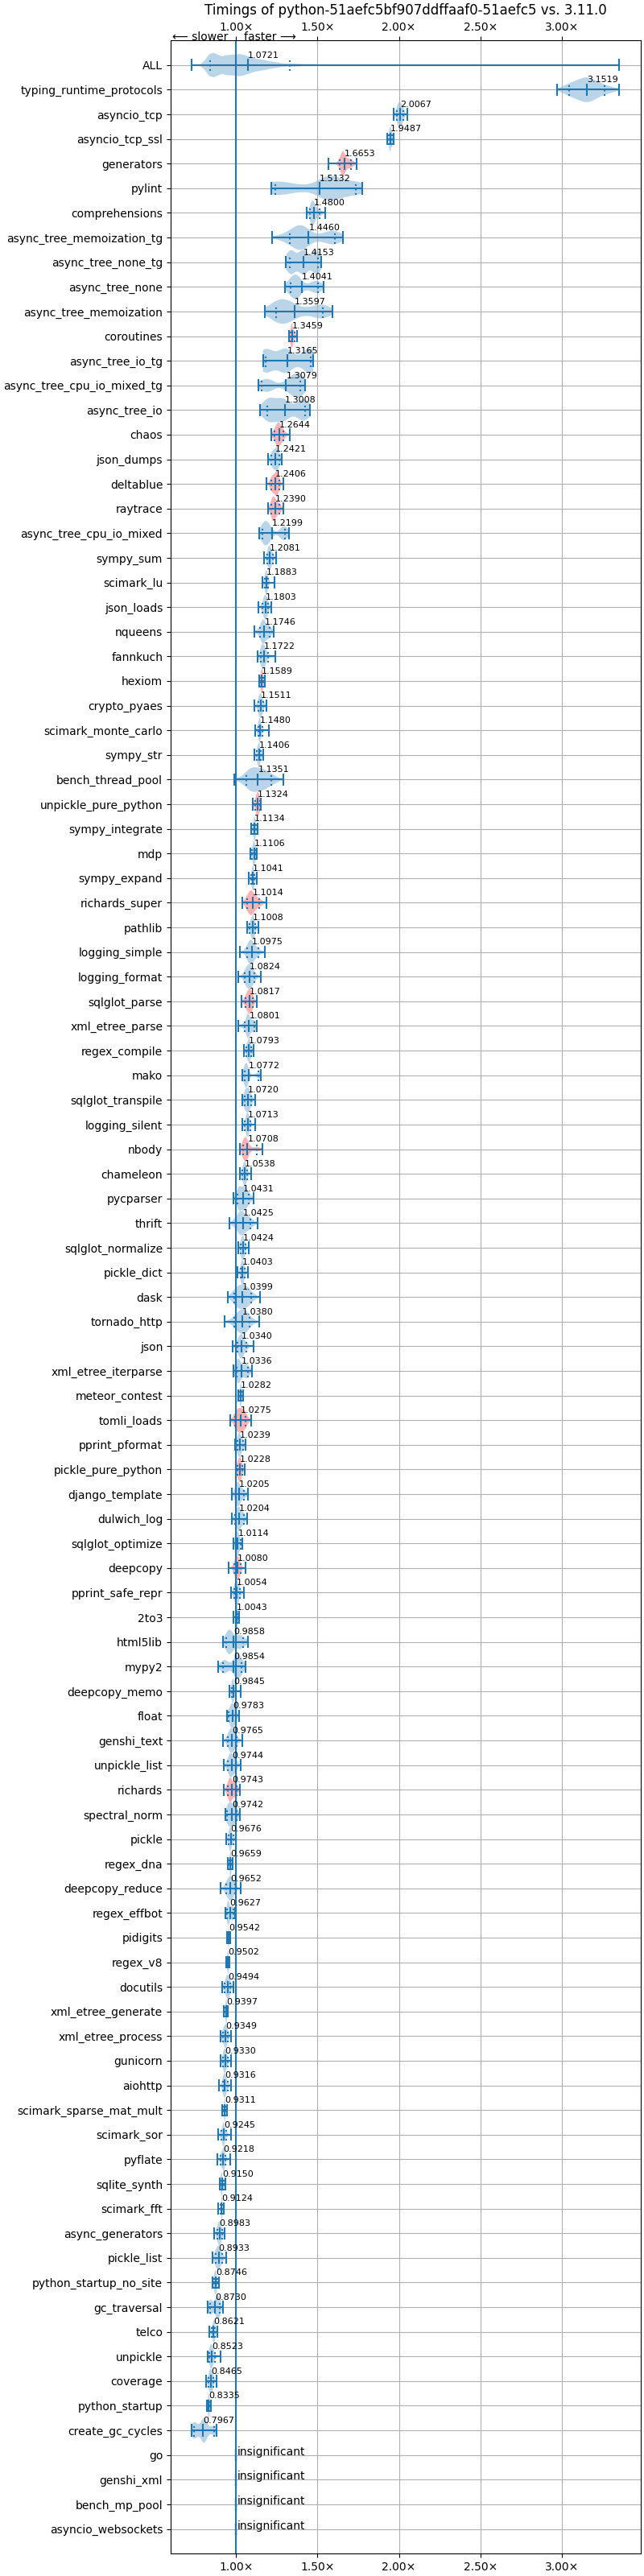 Timings of python-51aefc5bf907ddffaaf0-51aefc5 vs. 3.11.0
1.00× 1.50× 2.00× 2.50× 3.00×
⟵ slower faster ⟶
ALL 1.0721
typing_runtime_protocols 3.1519
asyncio_tcp 2.0067
asyncio_tcp_ssl 1.9487
generators 1.6653
pylint 1.5132
comprehensions 1.4800
async_tree_memoization_tg 1.4460
async_tree_none_tg 1.4153
async_tree_none 1.4041
async_tree_memoization 1.3597
coroutines 1.3459
async_tree_io_tg 1.3165
async_tree_cpu_io_mixed_tg 1.3079
async_tree_io 1.3008
chaos 1.2644
json_dumps 1.2421
deltablue 1.2406
raytrace 1.2390
async_tree_cpu_io_mixed 1.2199
sympy_sum 1.2081
scimark_lu 1.1883
json_loads 1.1803
nqueens 1.1746
fannkuch 1.1722
hexiom 1.1589
crypto_pyaes 1.1511
scimark_monte_carlo 1.1480
sympy_str 1.1406
bench_thread_pool 1.1351
unpickle_pure_python 1.1324
sympy_integrate 1.1134
mdp 1.1106
sympy_expand 1.1041
richards_super 1.1014
pathlib 1.1008
logging_simple 1.0975
logging_format 1.0824
sqlglot_parse 1.0817
xml_etree_parse 1.0801
regex_compile 1.0793
mako 1.0772
sqlglot_transpile 1.0720
logging_silent 1.0713
nbody 1.0708
chameleon 1.0538
pycparser 1.0431
thrift 1.0425
sqlglot_normalize 1.0424
pickle_dict 1.0403
dask 1.0399
tornado_http 1.0380
json 1.0340
xml_etree_iterparse 1.0336
meteor_contest 1.0282
tomli_loads 1.0275
pprint_pformat 1.0239
pickle_pure_python 1.0228
django_template 1.0205
dulwich_log 1.0204
sqlglot_optimize 1.0114
deepcopy 1.0080
pprint_safe_repr 1.0054
2to3 1.0043
html5lib 0.9858
mypy2 0.9854
deepcopy_memo 0.9845
float 0.9783
genshi_text 0.9765
unpickle_list 0.9744
richards 0.9743
spectral_norm 0.9742
pickle 0.9676
regex_dna 0.9659
deepcopy_reduce 0.9652
regex_effbot 0.9627
pidigits 0.9542
regex_v8 0.9502
docutils 0.9494
xml_etree_generate 0.9397
xml_etree_process 0.9349
gunicorn 0.9330
aiohttp 0.9316
scimark_sparse_mat_mult 0.9311
scimark_sor 0.9245
pyflate 0.9218
sqlite_synth 0.9150
scimark_fft 0.9124
async_generators 0.8983
pickle_list 0.8933
python_startup_no_site 0.8746
gc_traversal 0.8730
telco 0.8621
unpickle 0.8523
coverage 0.8465
python_startup 0.8335
create_gc_cycles 0.7967
go insignificant
genshi_xml insignificant
bench_mp_pool insignificant
asyncio_websockets insignificant
1.00× 1.50× 2.00× 2.50× 3.00×